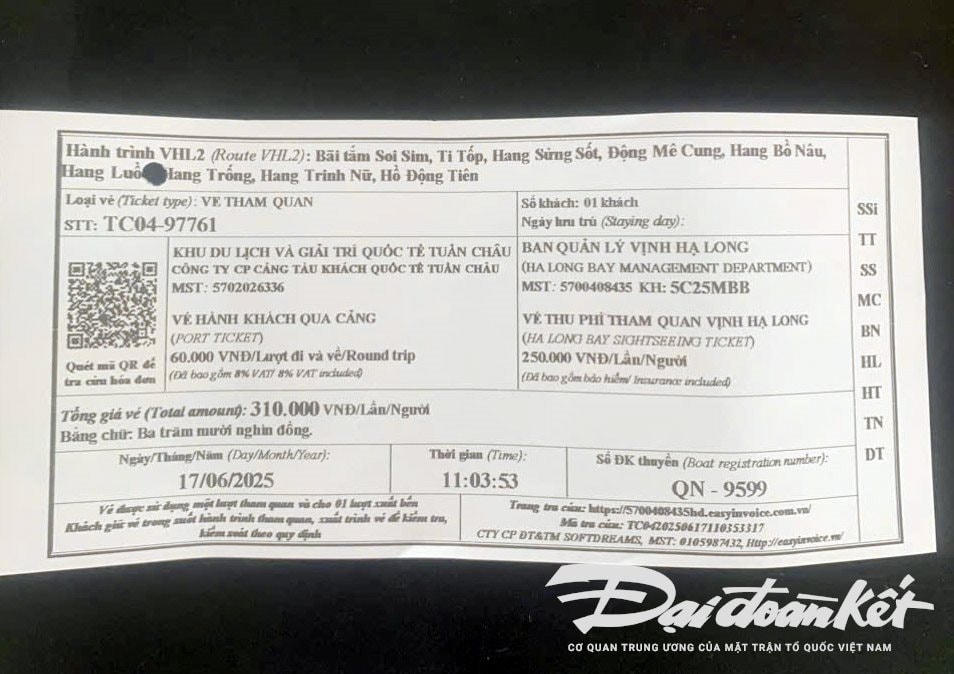 Hành trình VHL2 (Route VHL2): Bãi tắm Soi Sim, Ti Tốp, Hang Sửng Sốt, Động Mê Cung, Hang Bồ Nâu,
Hang Luồ Hang Trống, Hang Trinh Nữ, Hồ Động Tiên
Loại vé (Ticket type): VÉ THAM QUAN
STT: TC04-97761
Số khách: 01 khách
Ngày lưu trú (Staying day):
KHU DU LỊCH VÀ GIẢI TRÍ QUỐC TẾ TUẦN CHÂU
CÔNG TY CP CẢNG TÀU KHÁCH QUỐC TẾ TUẦN CHÂU
MST: 5702026336
VÉ HÀNH KHÁCH QUA CẢNG
(PORT TICKET)
60.000 VNĐ/Lượt đi và về/Round trip
(Đã bao gồm 8% VAT/ 8% VAT included)
Quét mã QR để
tra cứu hóa đơn
BAN QUẢN LÝ VỊNH HẠ LONG
(HA LONG BAY MANAGEMENT DEPARTMENT)
MST: 5700408435 KH: 5C25MBB
VÉ THU PHÍ THAM QUAN VỊNH HẠ LONG
(HA LONG BAY SIGHTSEEING TICKET)
250.000 VNĐ/Lần/Người
(Đã bao gồm bảo hiểm/ Insurance included)
Tổng giá vé (Total amount): 310.000 VNĐ/Lần/Người
Bằng chữ: Ba trăm mười nghìn đồng.
Ngày/Tháng/Năm (Day/Month/Year):
17/06/2025
Thời gian (Time):
11:03:53
Số ĐK thuyền (Boat registration number):
QN - 9599
Vé được sử dụng một lượt tham quan và cho 01 lượt xuất bến
Khách giữ vé trong suốt hành trình tham quan, xuất trình vé để kiểm tra,
kiểm soát theo quy định
Trang tra cứu: https://5700408435hd.easyinvoice.com.vn/
Mã tra cứu: TC0420250617110353317
CTY CP ĐT&TM SOFTDREAMS, MST: 0105987432, Http://easyinvoice.vn/
SSi
TT
SS
MC
BN
HL
HT
TN
DT
Đại đoàn kết
CƠ QUAN TRUNG ƯƠNG CỦA MẶT TRẬN TỔ QUỐC VIỆT NAM